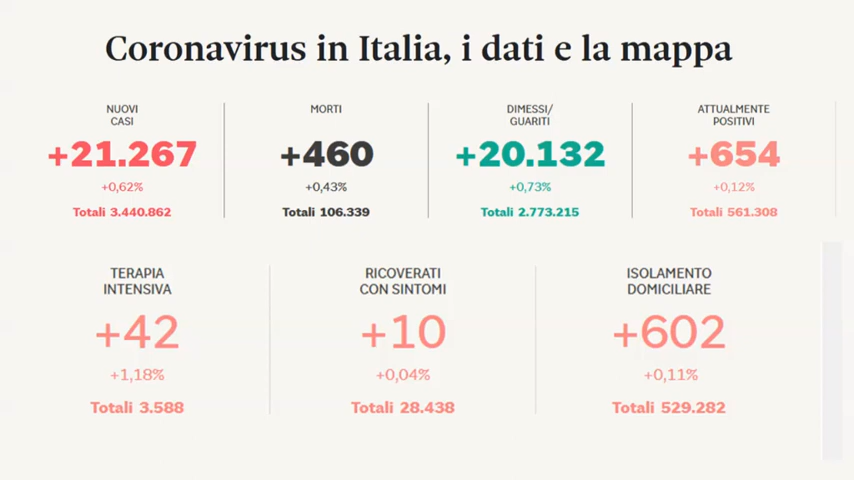 Coronavirus in Italia, i dati e la mappa
NUOVI
CASI
+21.267
+0,62%
Totali 3.440.862
MORTI
+460
+0,43%
Totali 106.339
DIMESSI/
GUARITI
+20.132
+0,73%
Totali 2.773.215
ATTUALMENTE
POSITIVI
+654
+0,12%
Totali 561.308
TERAPIA
INTENSIVA
+42
+1,18%
Totali 3.588
RICOVERATI
CON SINTOMI
+10
+0,04%
Totali 28.438
ISOLAMENTO
DOMICILIARE
+602
+0,11%
Totali 529.282